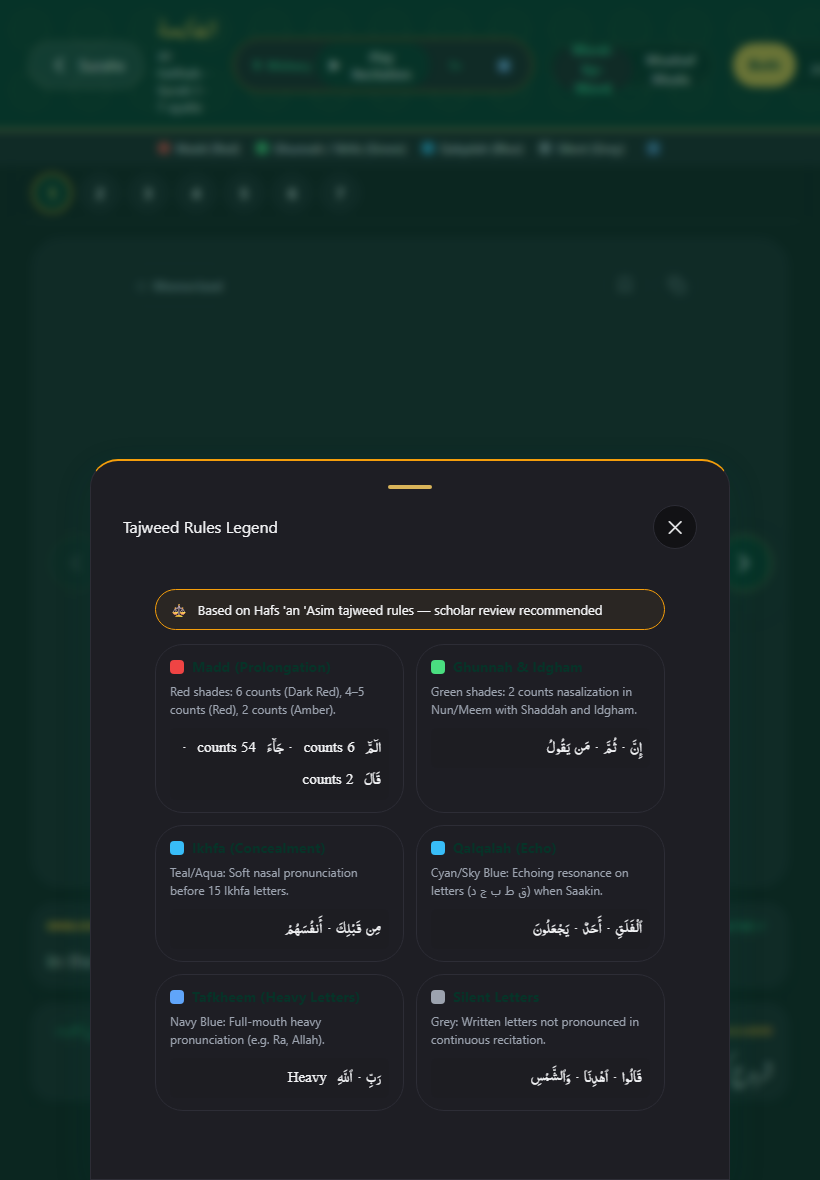 Tajweed Rules Legend
Based on Hafs 'an 'Asim tajweed rules — scholar review recommended
Madd (Prolongation)
Red shades: 6 counts (Dark Red), 4–5
counts (Red), 2 counts (Amber).
الٓمٓ counts 6 · جَآءَ counts 54 ·
قَالَ counts 2
Ghunnah & Idgham
Green shades: 2 counts nasalization in
Nun/Meem with Shaddah and Idgham.
إِنَّ · ثُمَّ · مَن يَقُولُ
Ikhfa (Concealment)
Teal/Aqua: Soft nasal pronunciation
before 15 Ikhfa letters.
مِن قَبْلِكَ · أَنفُسَهُمْ
Qalqalah (Echo)
Cyan/Sky Blue: Echoing resonance on
letters (ق ط ب ج د) when Saakin.
ٱلْفَلَقِ · أَحَدٌ · يَجْعَلُونَ
Tafkheem (Heavy Letters)
Navy Blue: Full-mouth heavy
pronunciation (e.g. Ra, Allah).
رَبِّ · ٱللَّهِ Heavy
Silent Letters
Grey: Written letters not pronounced in
continuous recitation.
قَالُوا · ٱهْدِنَا · وَٱلشَّمْسِ